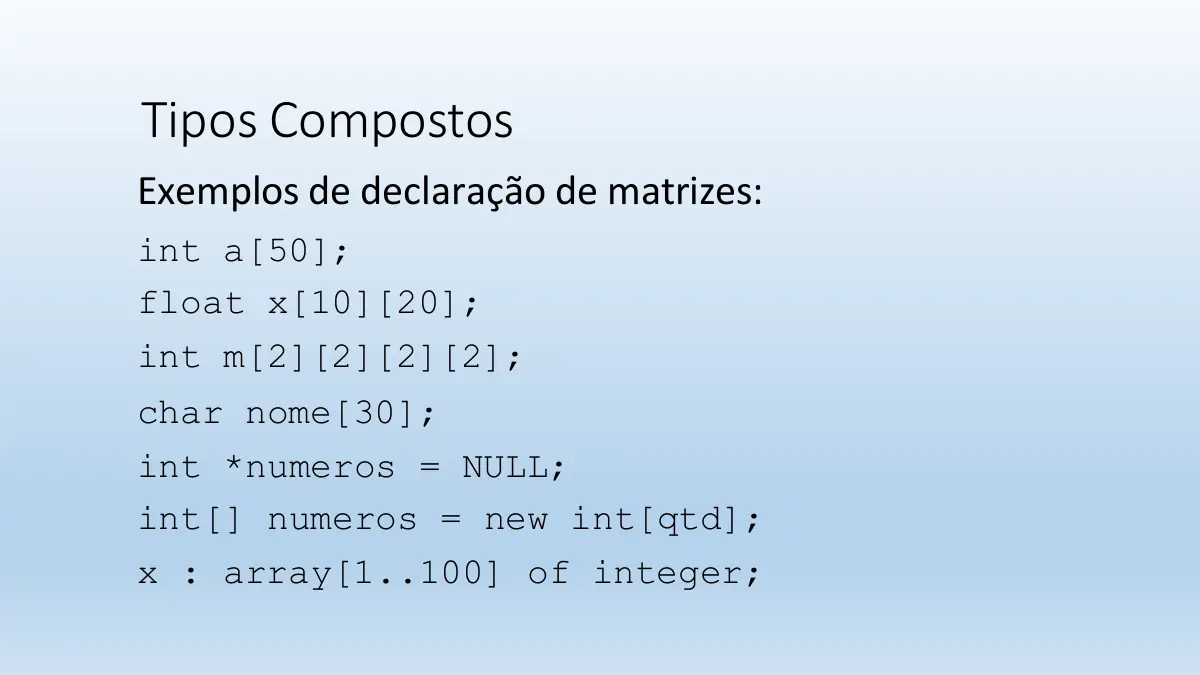 Tipos Compostos
Exemplos de declaração de matrizes:
int a[50];
float x[10][20];
int m[2][2][2][2];
char nome[30];
int *numeros = NULL;
int[] numeros = new int[qtd];
x : array[1..100] of integer;